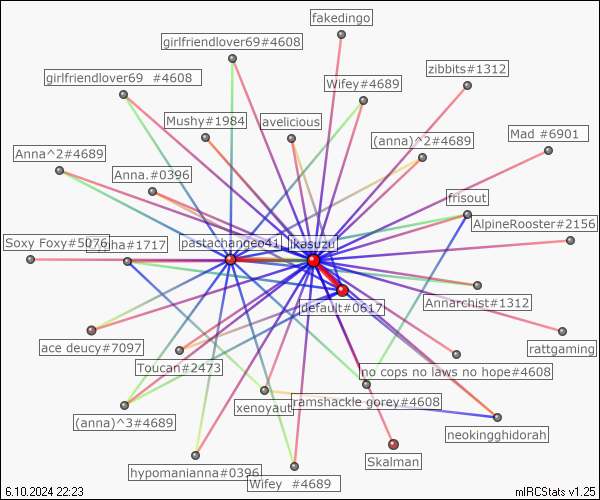 fakedingo
girlfriendlover69#4608
zibbits#1312
girlfriendlover69 #4608
Wifey#4689
Mushy#1984
avelicious
Mad #6901
(anna)^2#4689
Anna^2#4689
Anna.#0396
frisout
AlpineRooster#2156
Soxy Foxy#5076
ha#1717
pastachangeo41
ikasuzu
Annarchist#1312
default#0617
ace deucy#7097
rattgaming
Toucan#2473
no cops no laws no hope#4608
xenoyaut
ramshackle gorey#4608
(anna)^3#4689
neokingghidorah
Skalman
hypomanianna#0396
Wifey #4689
6.10.2024 22:23
mIRCStats v1.25